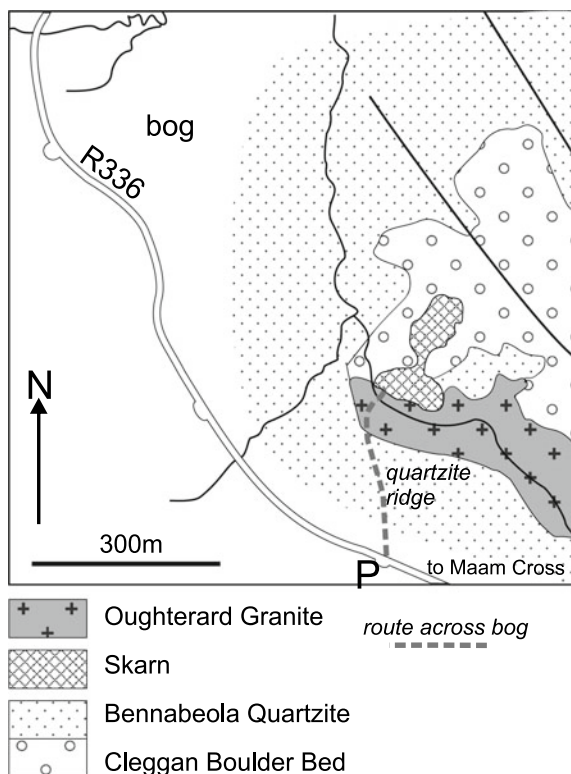 bog
R336
N
quartzite
ridge
300m
P
to Maam Cross
Oughterard Granite
route across bog
Skarn
Bennabeola Quartzite
Cleggan Boulder Bed